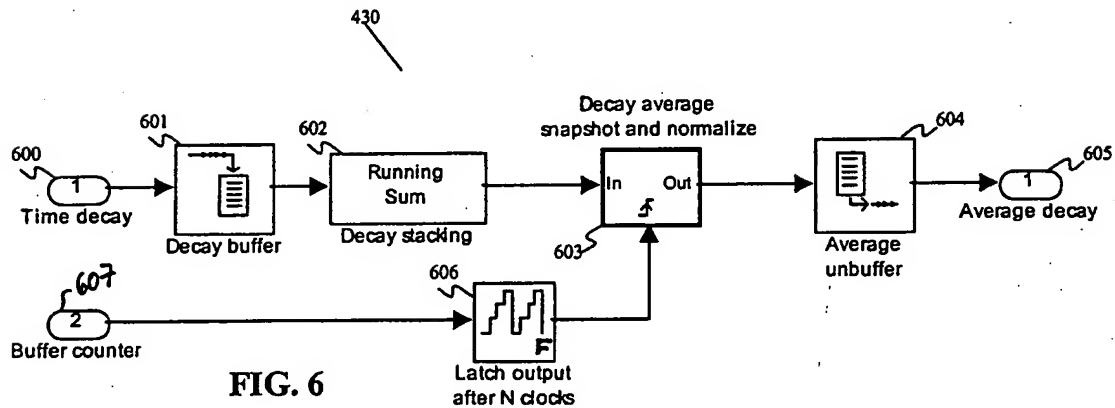 430
Decay average
snapshot and normalize
601
602
604
600
605
1
Running
Sum
In Out
1
Time decay
Decay buffer
Decay stacking
603
Average
unbuffer
Average decay
607
606
2
Buffer counter
F
Latch output
after N clocks
FIG. 6